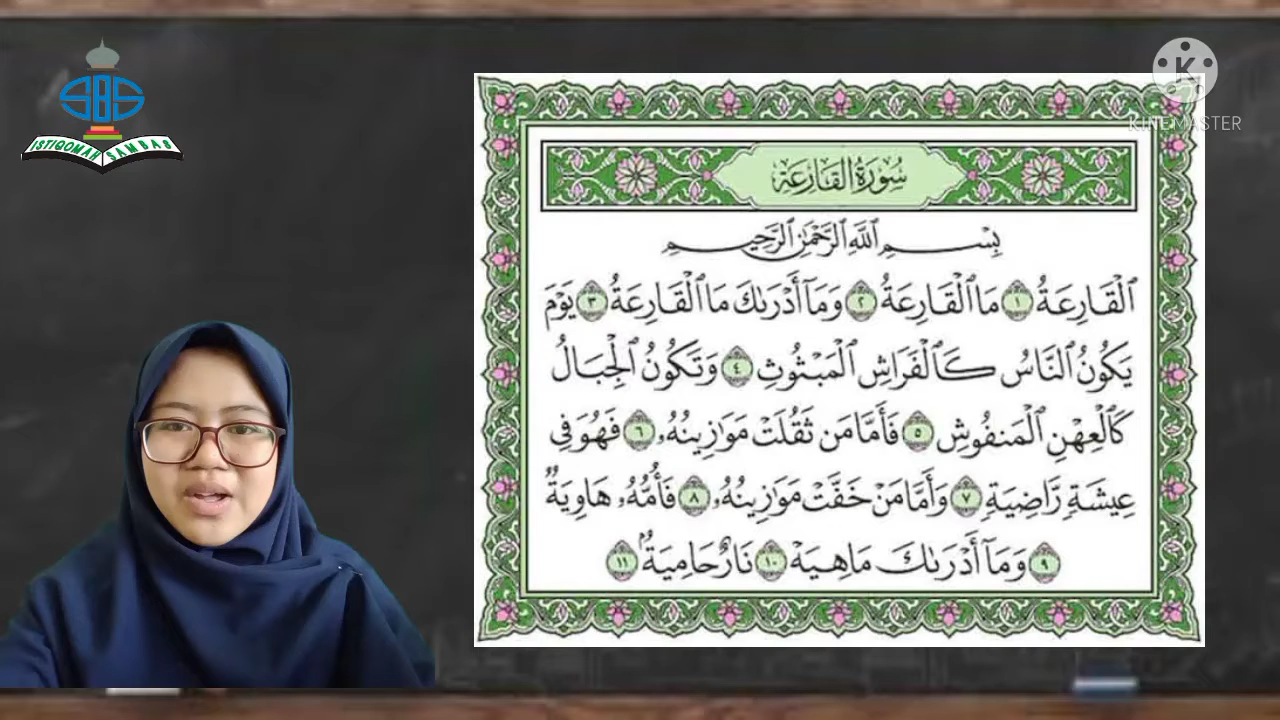 SBS
ISTIQOMAH SAMBAS
K
KINEMASTER
سُورَةُ الْقَارِعَةِ
بِسْمِ اللَّهِ الرَّحْمَٰنِ الرَّحِيمِ
ٱلْقَارِعَةُ ١ مَا ٱلْقَارِعَةُ ٢ وَمَآ أَدْرَىٰكَ مَا ٱلْقَارِعَةُ ٣ يَوْمَ
يَكُونُ ٱلنَّاسُ كَٱلْفَرَاشِ ٱلْمَبْثُوثِ ٤ وَتَكُونُ ٱلْجِبَالُ
كَٱلْعِهْنِ ٱلْمَنفُوشِ ٥ فَأَمَّا مَن ثَقُلَتْ مَوَٰزِينُهُۥ ٦ فَهُوَ فِى
عِيشَةٍ رَّاضِيَةٍ ٧ وَأَمَّا مَنْ خَفَّتْ مَوَٰزِينُهُۥ ٨ فَأُمُّهُۥ هَاوِيَةٌ
٩ وَمَآ أَدْرَىٰكَ مَا هِيَهْ ١٠ نَارٌ حَامِيَةٌۢ ١١